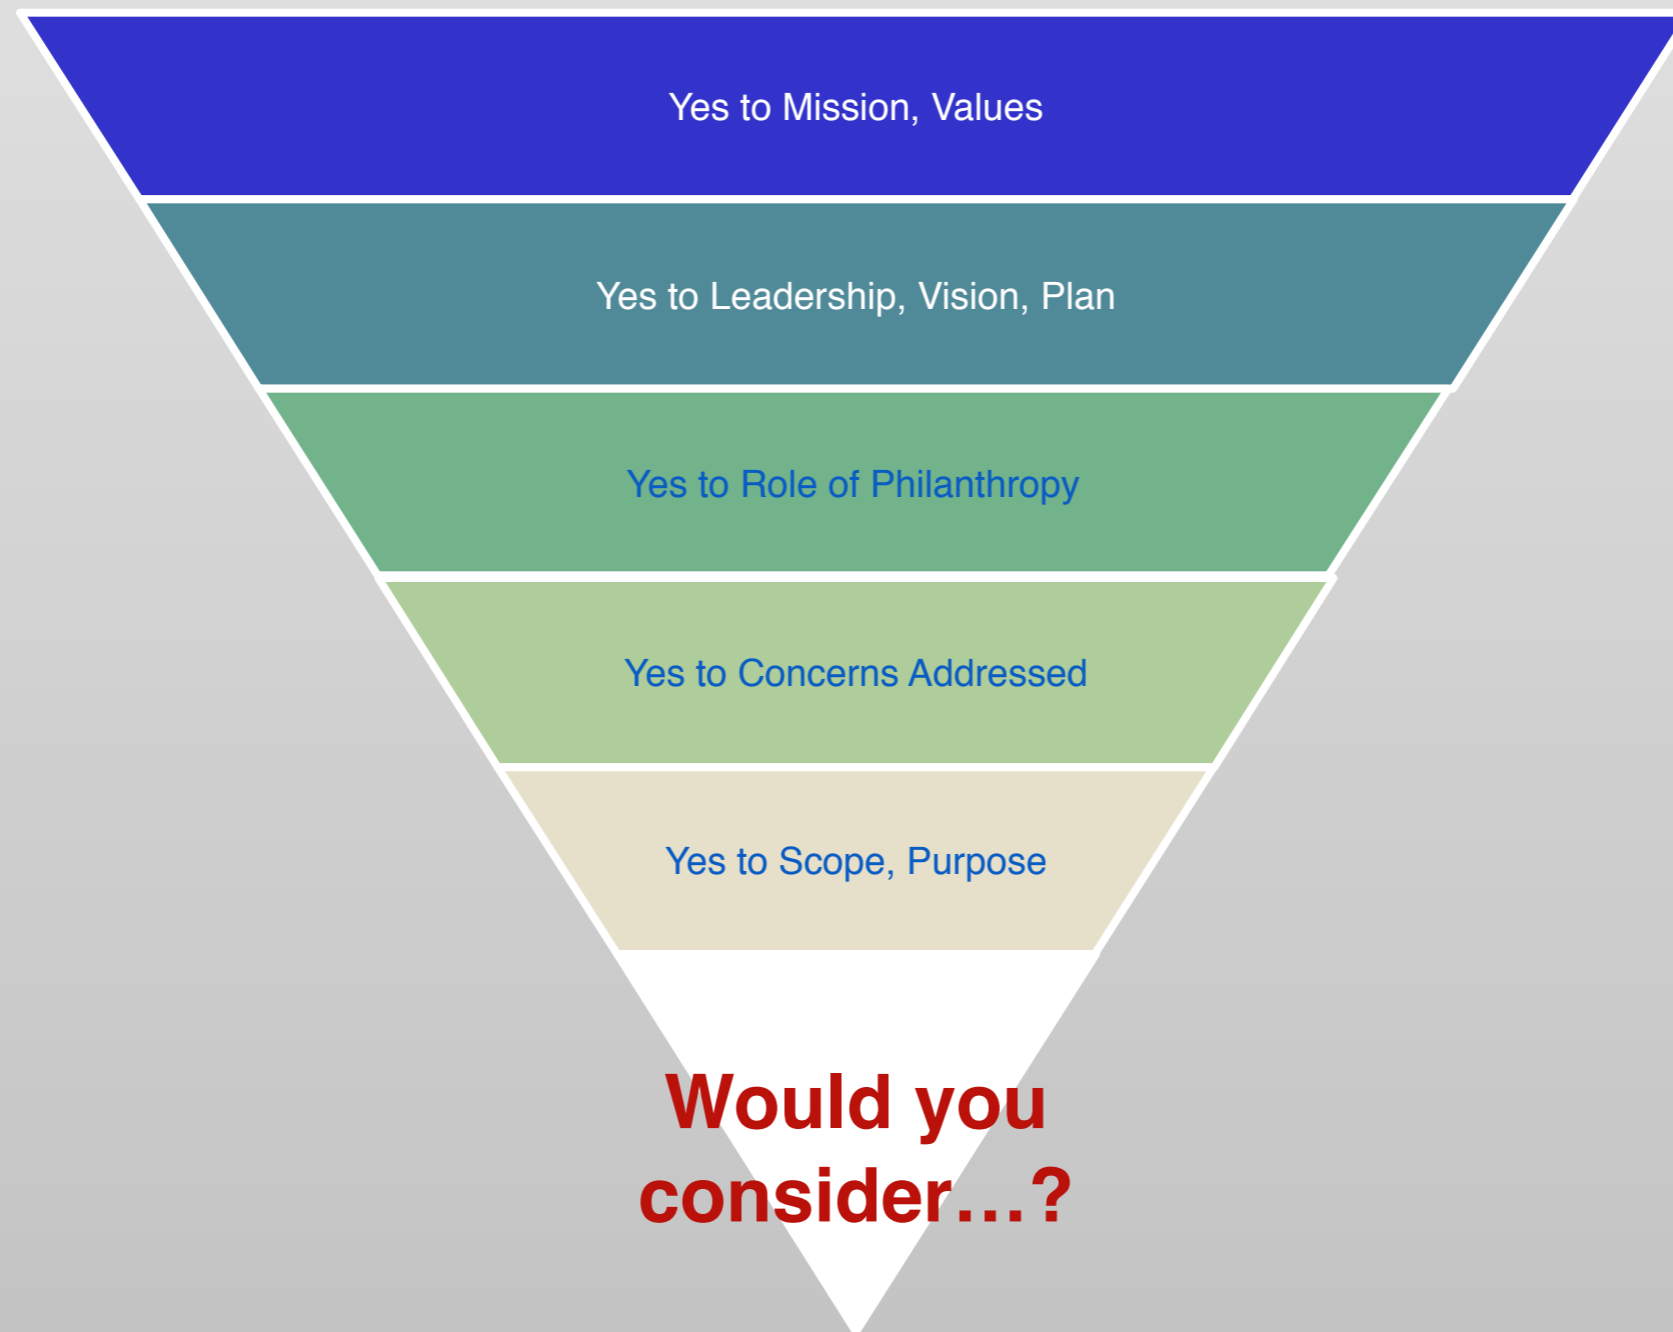 Yes to Mission, Values
Yes to Leadership, Vision, Plan
Yes to Role of Philanthropy
Yes to Concerns Addressed
Yes to Scope, Purpose
Would you
consider…?